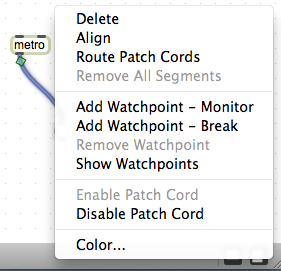 metro
Delete
Align
Route Patch Cords
Remove All Segments
Add Watchpoint – Monitor
Add Watchpoint – Break
Remove Watchpoint
Show Watchpoints
Enable Patch Cord
Disable Patch Cord
Color...